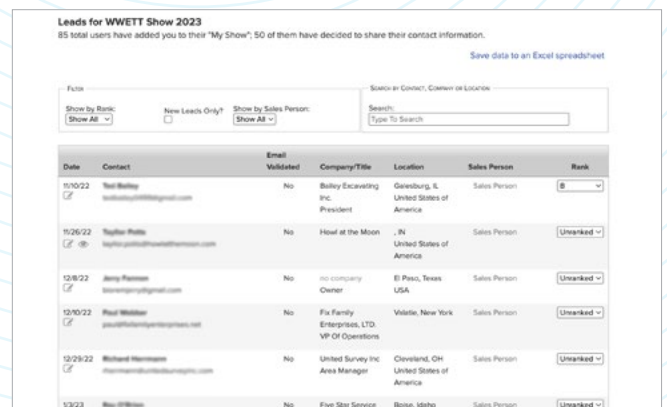 Leads for WWETT Show 2023
85 total users have added you to their "My Show"; 50 of them have decided to share their contact information.
Save data to an Excel spreadsheet
Filter
Search by Contact, Company or Location
Show by Rank:
New Leads Only?
Show by Sales Person:
Search:
Show All
Show All
Type To Search
Date
Contact
Email Validated
Company/Title
Location
Sales Person
Rank
11/10/22
No
Bailey Excavating
Galesburg, IL
Sales Person
B
Inc.
United States of
President
America
11/26/22
No
Howl at the Moon
, IN
Sales Person
Unranked
United States of
America
12/8/22
No
no company
El Paso, Texas
Sales Person
Unranked
Owner
USA
12/10/22
No
Fix Family
Valatie, New York
Sales Person
Unranked
Enterprises, LTD.
VP Of Operations
12/29/22
No
United Survey Inc
Cleveland, OH
Sales Person
Unranked
Area Manager
United States of
America
1/3/23
No
Five Star Service
Boise, Idaho
Sales Person
Unranked